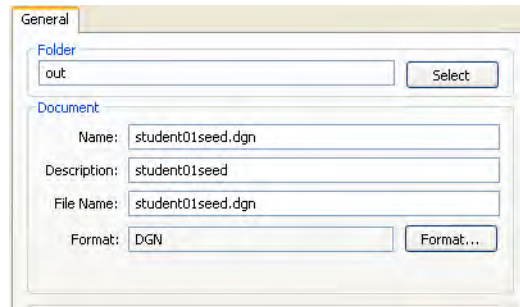 General
Folder
out Select
Document
Name: student01seed.dgn
Description: student01seed
File Name: student01seed.dgn
Format: DGN Format...